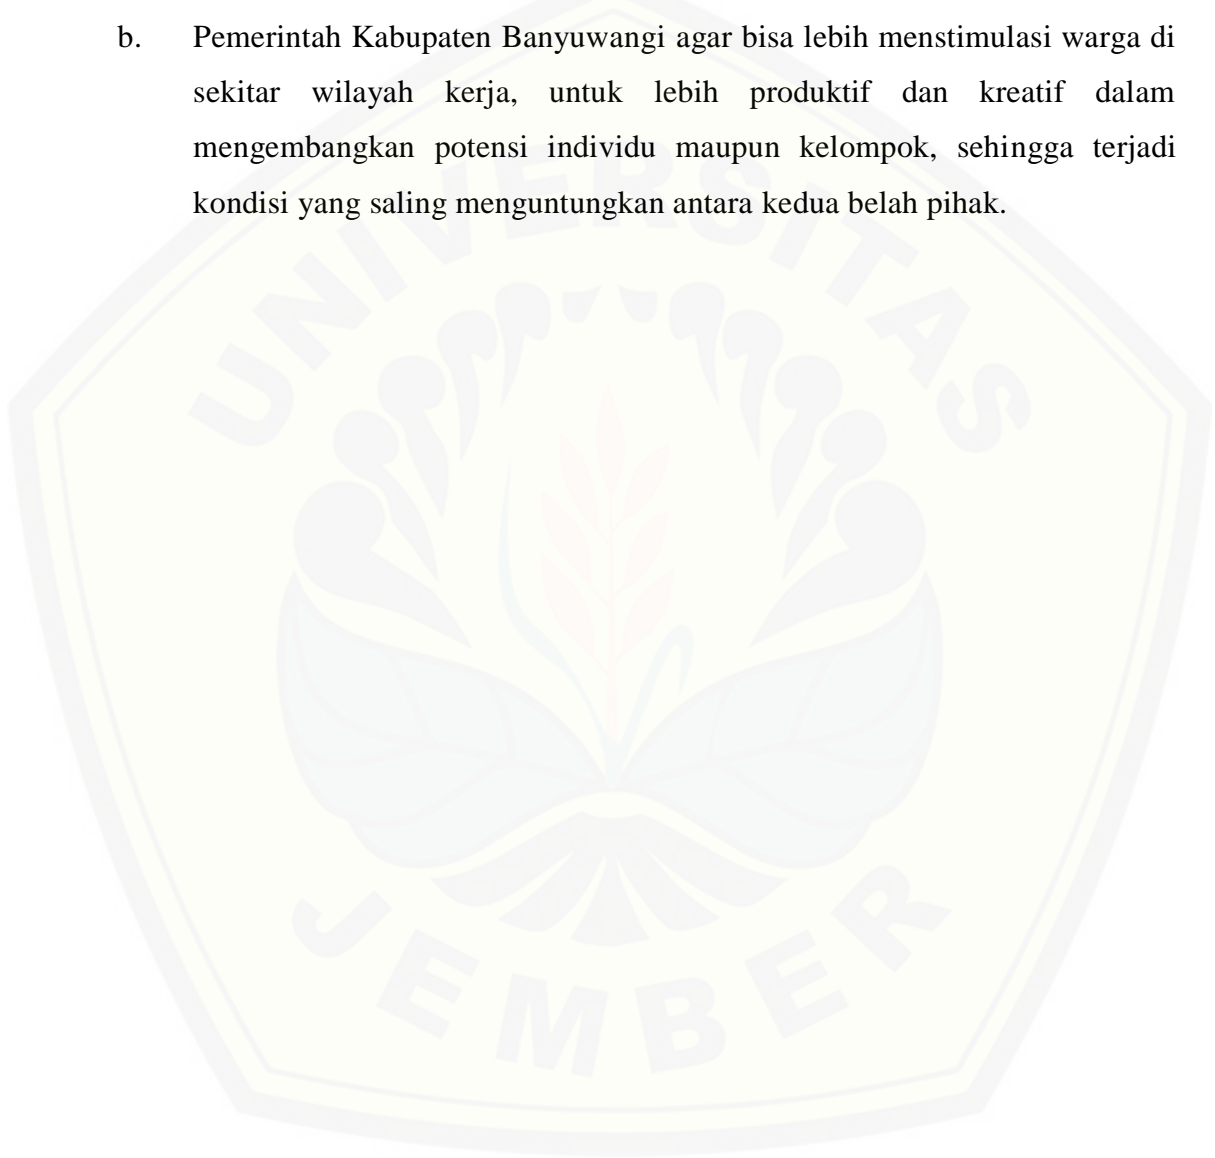 b. Pemerintah Kabupaten Banyuwangi agar bisa lebih menstimulasi warga di
sekitar wilayah kerja, untuk lebih produktif dan kreatif dalam
mengembangkan potensi individu maupun kelompok, sehingga terjadi
kondisi yang saling menguntungkan antara kedua belah pihak.
UNIVERSITAS
JEMBER